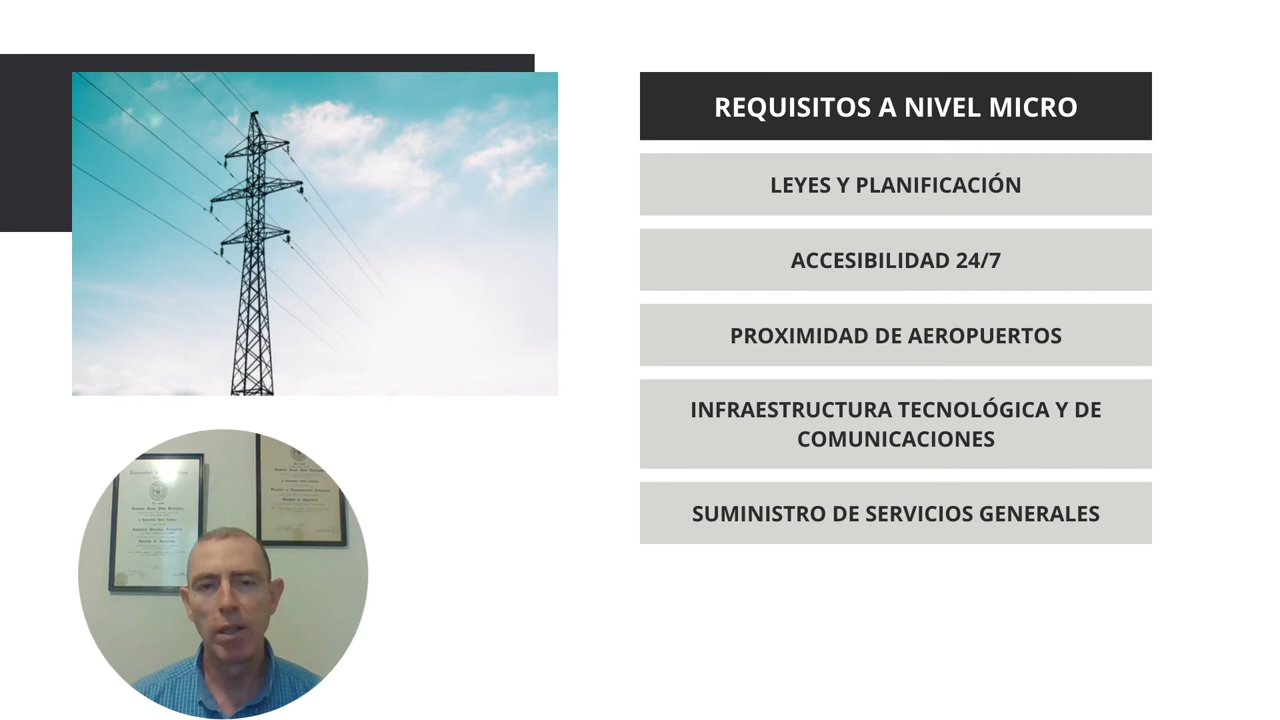 REQUISITOS A NIVEL MICRO
LEYES Y PLANIFICACIÓN
ACCESIBILIDAD 24/7
PROXIMIDAD DE AEROPUERTOS
INFRAESTRUCTURA TECNOLÓGICA Y DE
COMUNICACIONES
SUMINISTRO DE SERVICIOS GENERALES